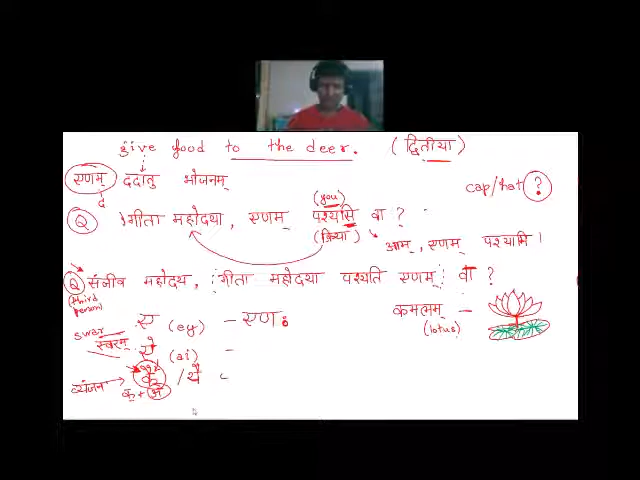 give food to the deer. (द्वितीया)
एणम् ददातु भोजनम्
दे
cap/hat ?
(you)
Q गीता महोदया, एणम् पश्यसि वा ?
(क्रिया)
आम्, एणम् पश्यामि ।
Q संजीव महोदय, गीता महोदया पश्यति एणम् वा ?
(third person)
ए (ey) - एणः
कमलम् -
(lotus)
swar
स्वरम्
ऐ (ai) -
व्यंजन → के / यै -
क् + अ